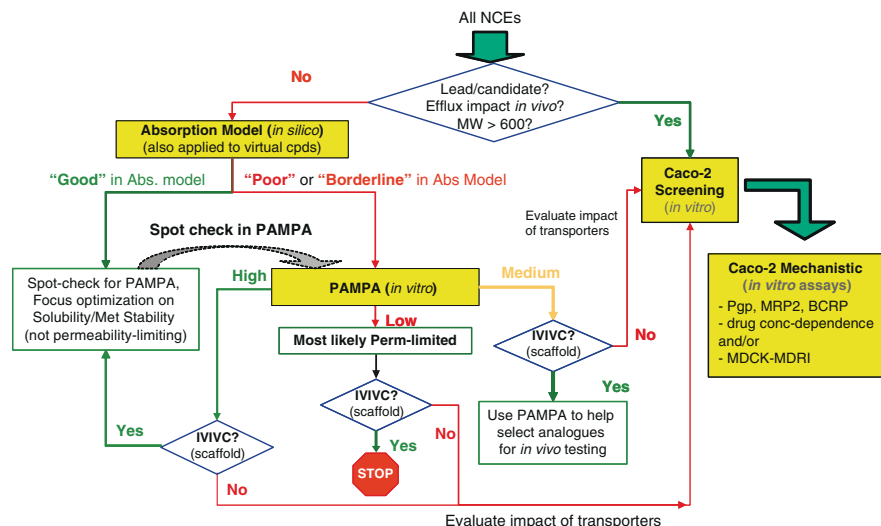 All NCEs
Lead/candidate?
Efflux impact in vivo?
MW > 600?
No
Yes
Absorption Model (in silico)
(also applied to virtual cpds)
"Good" in Abs. model
"Poor" or "Borderline" in Abs Model
Caco-2
Screening
(in vitro)
Evaluate impact
of transporters
Spot check in PAMPA
Spot-check for PAMPA,
Focus optimization on
Solubility/Met Stability
(not permeability-limiting)
High
PAMPA (in vitro)
Medium
Low
Most likely Perm-limited
Caco-2 Mechanistic
(in vitro assays)
- Pgp, MRP2, BCRP
- drug conc-dependence
and/or
- MDCK-MDRI
IVIVC?
(scaffold)
No
Yes
Use PAMPA to help
select analogues
for in vivo testing
IVIVC?
(scaffold)
No
Yes
STOP
IVIVC?
(scaffold)
Yes
No
Evaluate impact of transporters